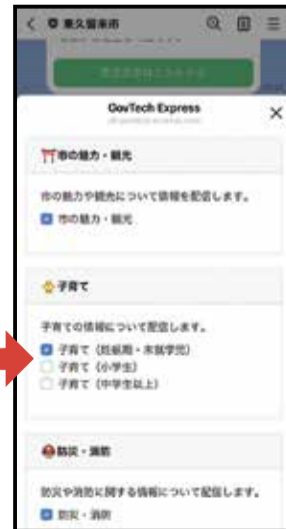 東久留米市
GovTech Express
市の魅力・観光
市の魅力や観光について情報を配信します。
市の魅力・観光
子育て
子育ての情報について配信します。
子育て（妊娠期・未就学児）
子育て（小学生）
子育て（中学生以上）
防災・消防
防災や消防に関する情報について配信します。
防災・消防